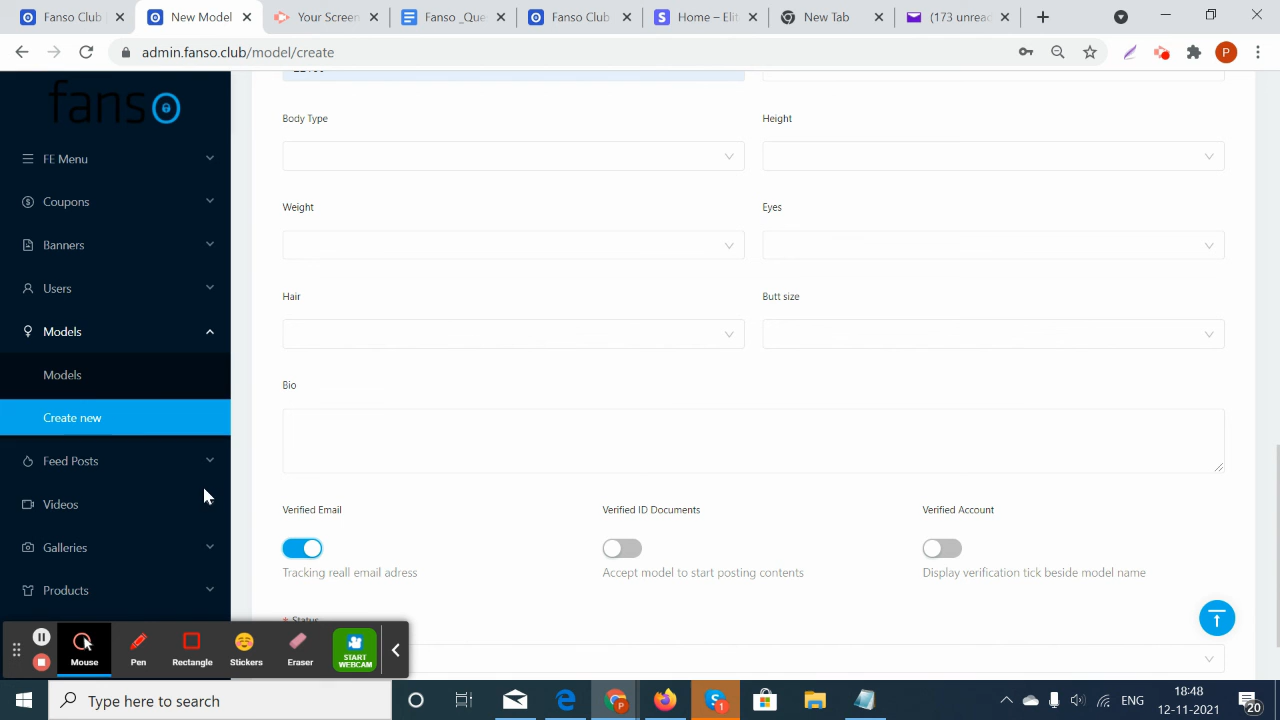 Fanso Club
New Model
Your Screen
Fanso _Que
Fanso Club
Home – Elli
New Tab
(173 unrea
admin.fanso.club/model/create
P
fanso
FE Menu
Coupons
Banners
Users
Models
Models
Create new
Feed Posts
Videos
Galleries
Products
Body Type
Height
Weight
Eyes
Hair
Butt size
Bio
Verified Email
Verified ID Documents
Verified Account
Tracking reall email adress
Accept model to start posting contents
Display verification tick beside model name
* Status
Mouse
Pen
Rectangle
Stickers
Eraser
START
WEBCAM
Type here to search
ENG
18:48
12-11-2021
20